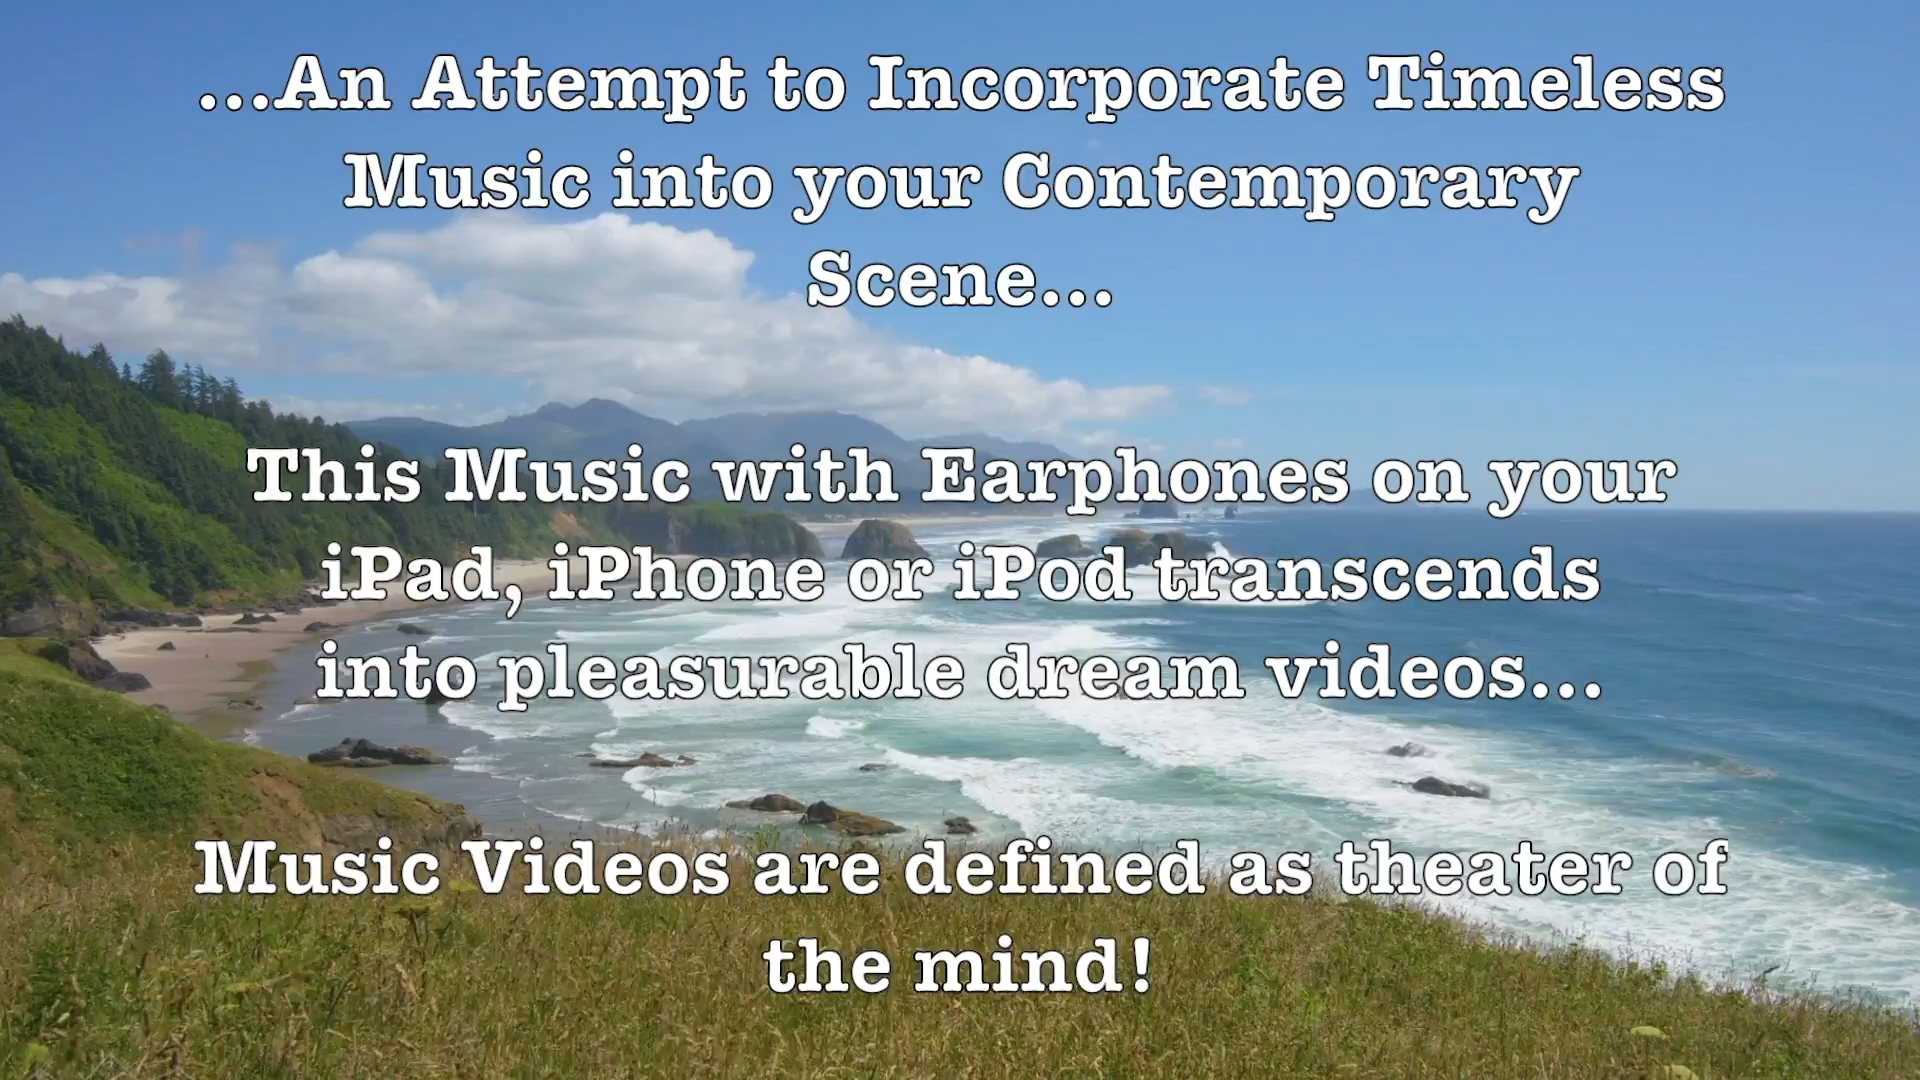 ...An Attempt to Incorporate Timeless
Music into your Contemporary
Scene...
This Music with Earphones on your
iPad, iPhone or iPod transcends
into pleasurable dream videos...
Music Videos are defined as theater of
the mind!